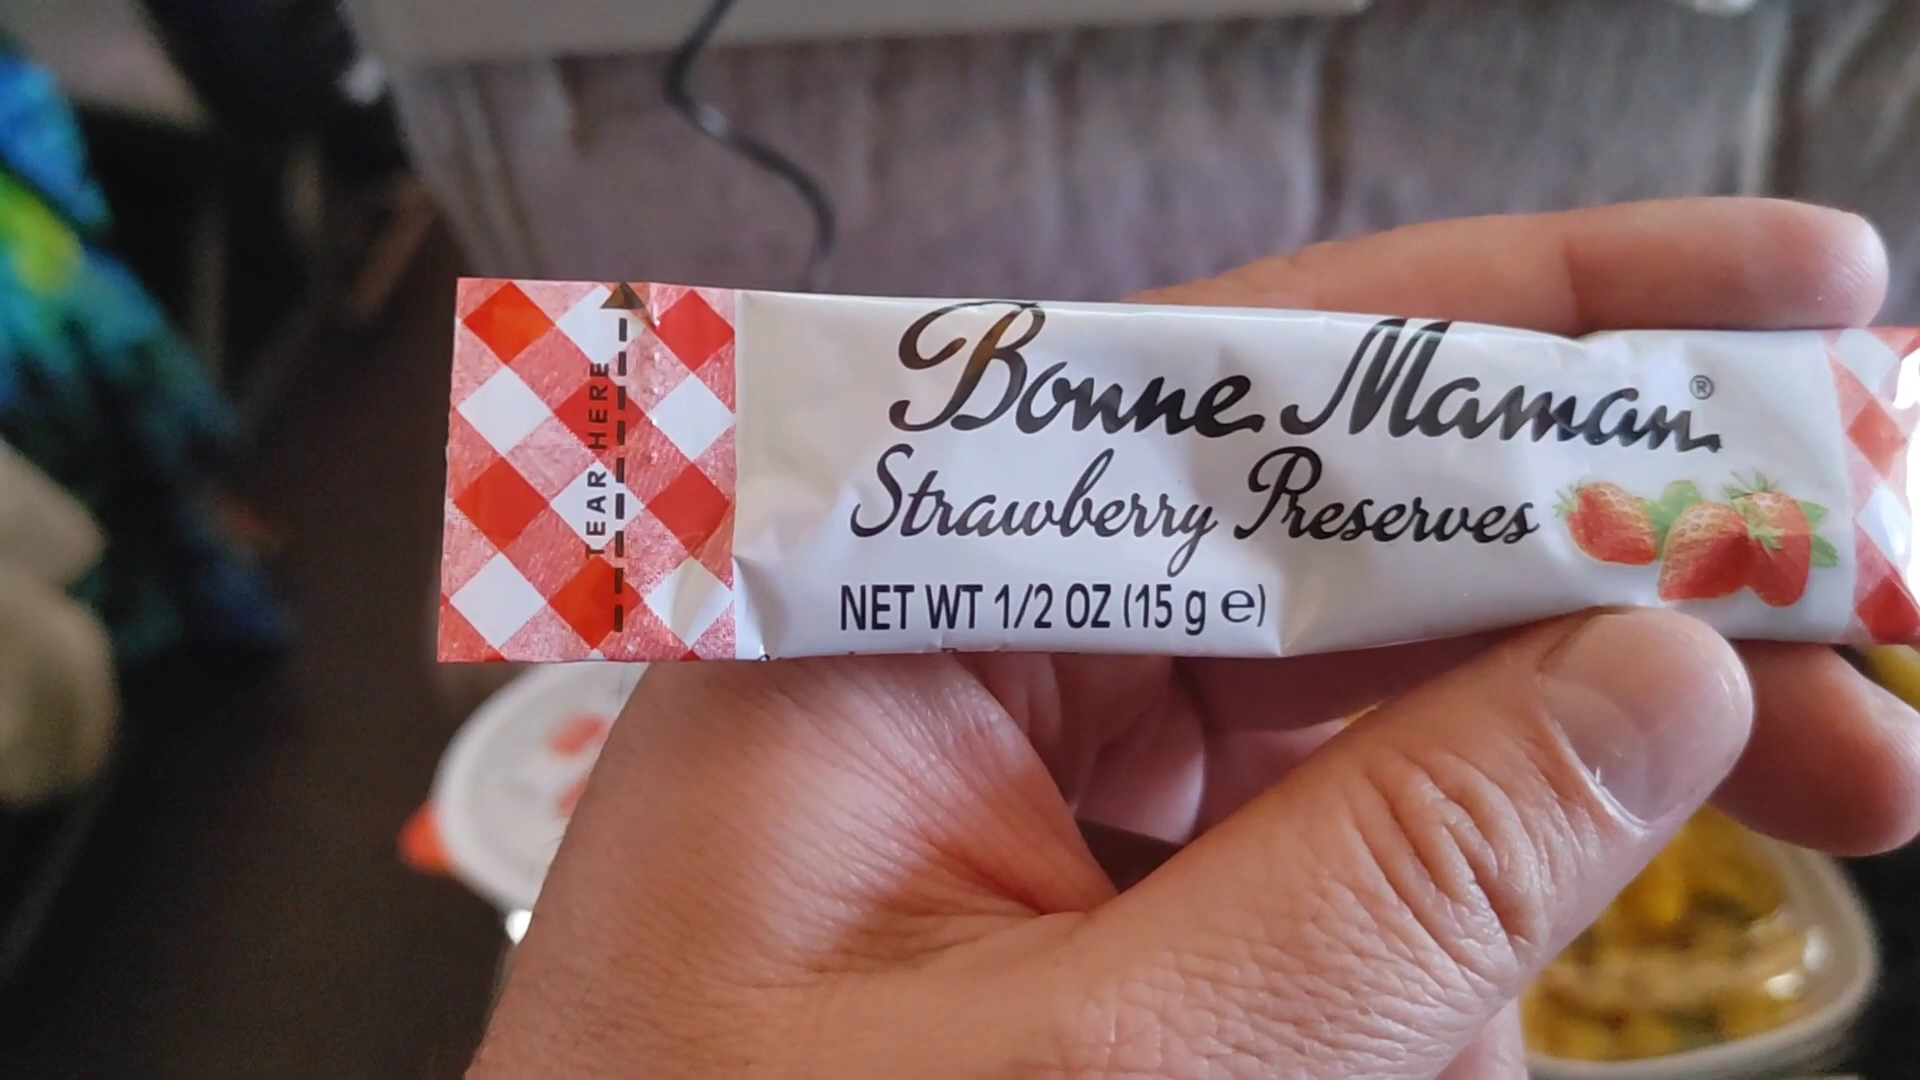 TEAR HERE
Bonne Maman®
Strawberry Preserves
NET WT 1/2 OZ (15 g ℮)